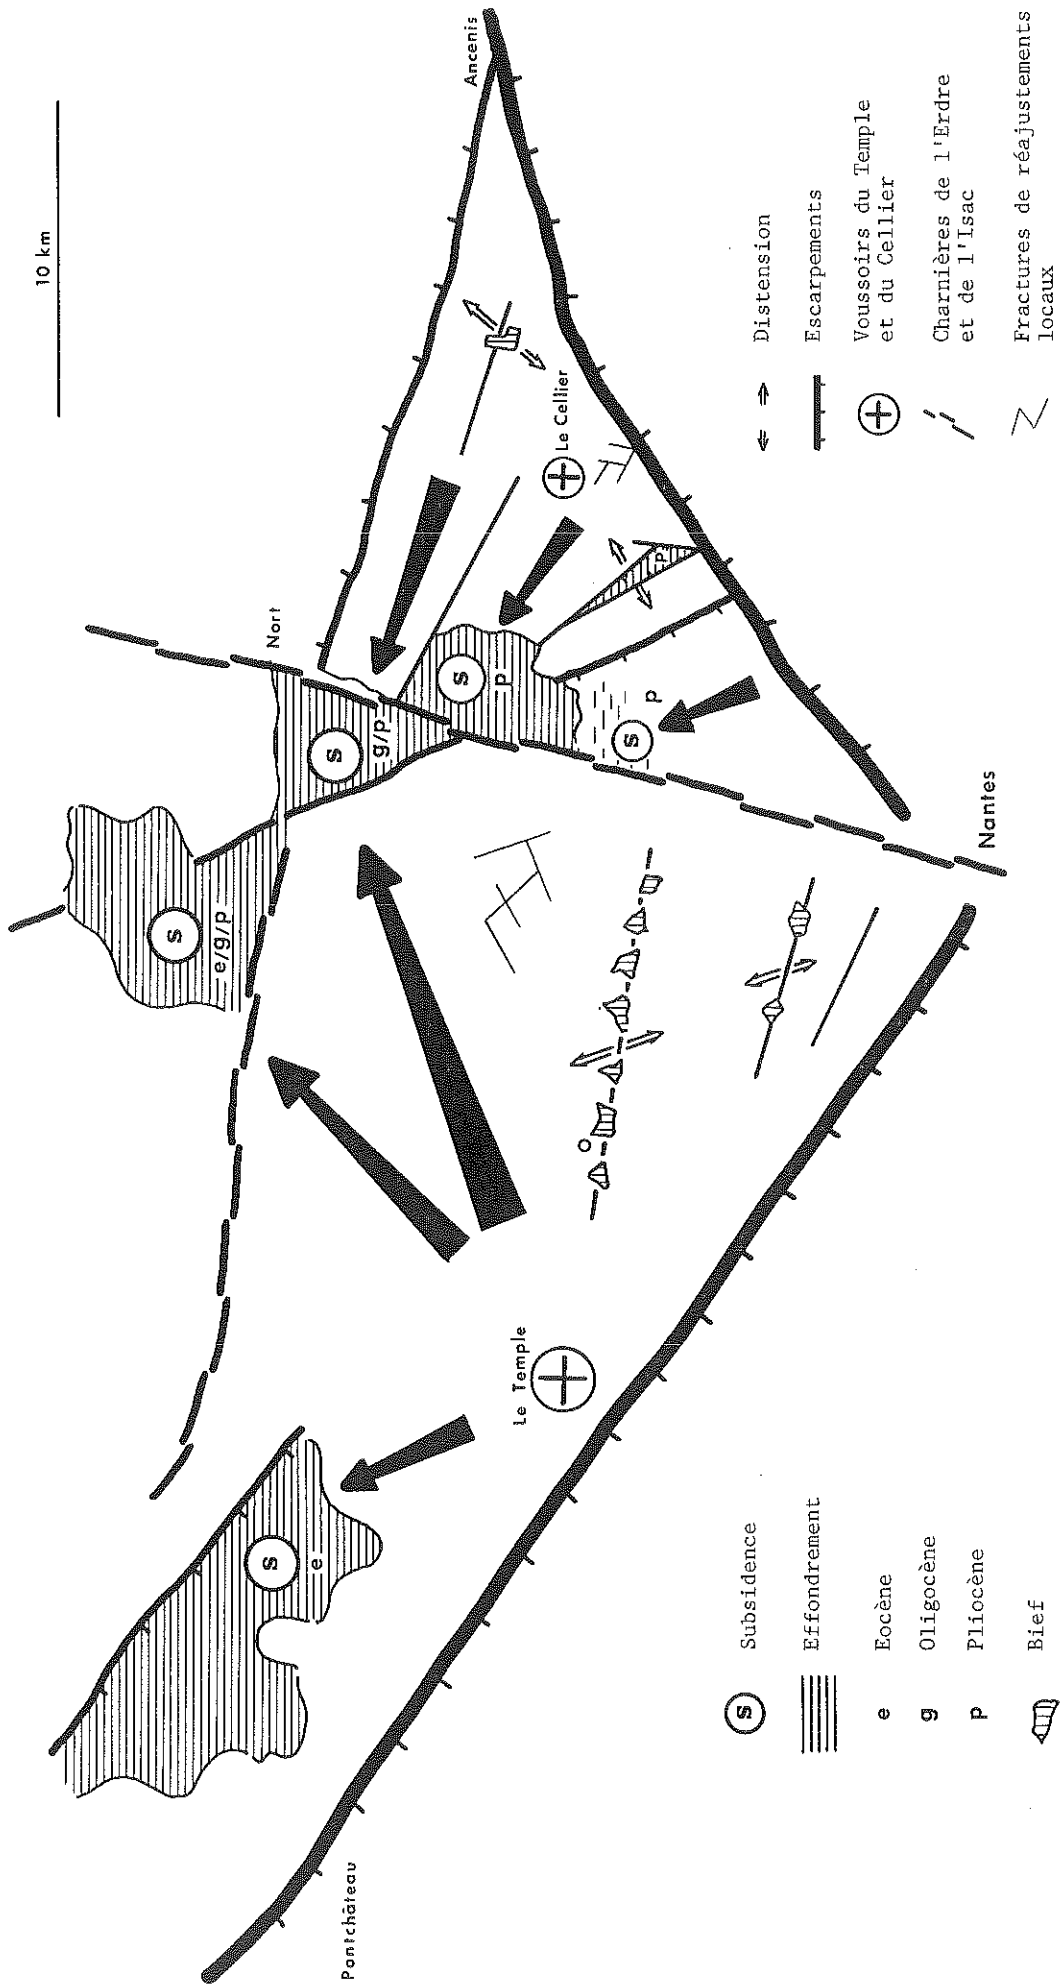 10 km
Ancenis
Nort
Le Cellier
Nantes
Le Temple
Pontchâteau
S
e
S
e/g/p
S
g/p
S
p
S
p
p
S Subsidence
Effondrement
e Eocène
g Oligocène
p Pliocène
Bief
Distension
Escarpements
Voussoirs du Temple
et du Cellier
Charnières de l'Erdre
et de l'Isac
Fractures de réajustements
locaux